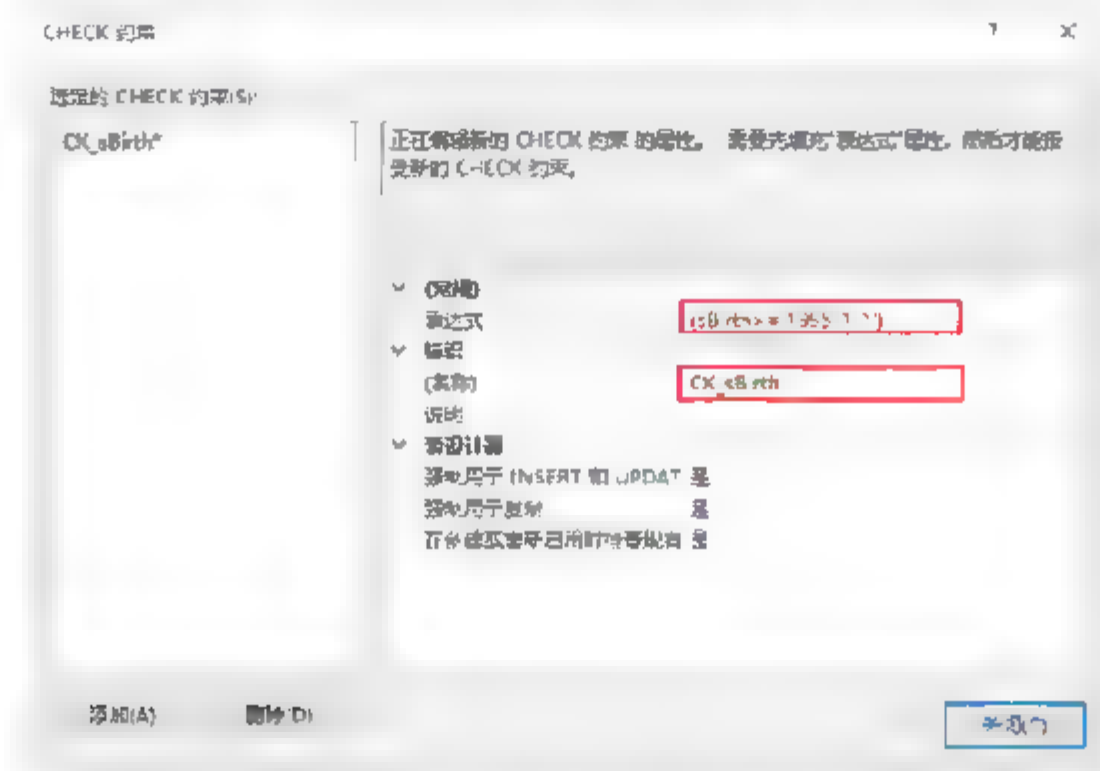 CHECK 约束
选定的 CHECK 约束(S):
CK_sBirth*
正在编辑新的 CHECK 约束 的属性。 需要先填充“表达式”属性，然后才能接
受新的 CHECK 约束。
(常规)
表达式
标识
(名称)
CK_sBirth
说明
表设计器
强制用于 INSERT 和 UPDAT 是
强制用于复制 是
在创建或重新启用时检查现有 是
添加(A)
删除(D)
关闭(C)